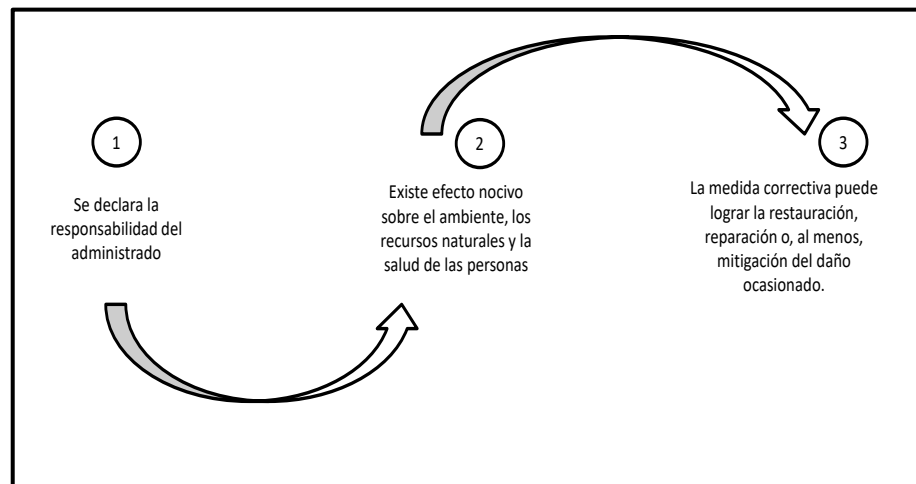 1
Se declara la
responsabilidad del
administrado
2
Existe efecto nocivo
sobre el ambiente, los
recursos naturales y la
salud de las personas
3
La medida correctiva puede
lograr la restauración,
reparación o, al menos,
mitigación del daño
ocasionado.